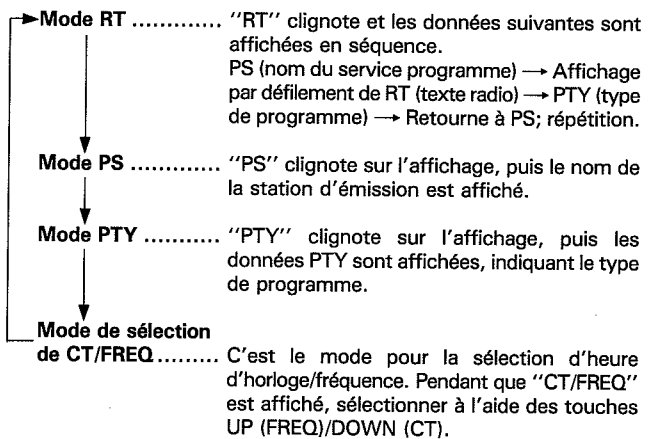 Mode RT ............. ‘‘RT’’ clignote et les données suivantes sont
affichées en séquence.
PS (nom du service programme) → Affichage
par défilement de RT (texte radio) → PTY (type
de programme) → Retourne à PS; répétition.
Mode PS ............. ‘‘PS’’ clignote sur l’affichage, puis le nom de
la station d’émission est affiché.
Mode PTY ........... ‘‘PTY’’ clignote sur l’affichage, puis les
données PTY sont affichées, indiquant le type
de programme.
Mode de sélection
de CT/FREQ ......... C’est le mode pour la sélection d’heure
d’horloge/fréquence. Pendant que ‘‘CT/FREQ’’
est affiché, sélectionner à l’aide des touches
UP (FREQ)/DOWN (CT).